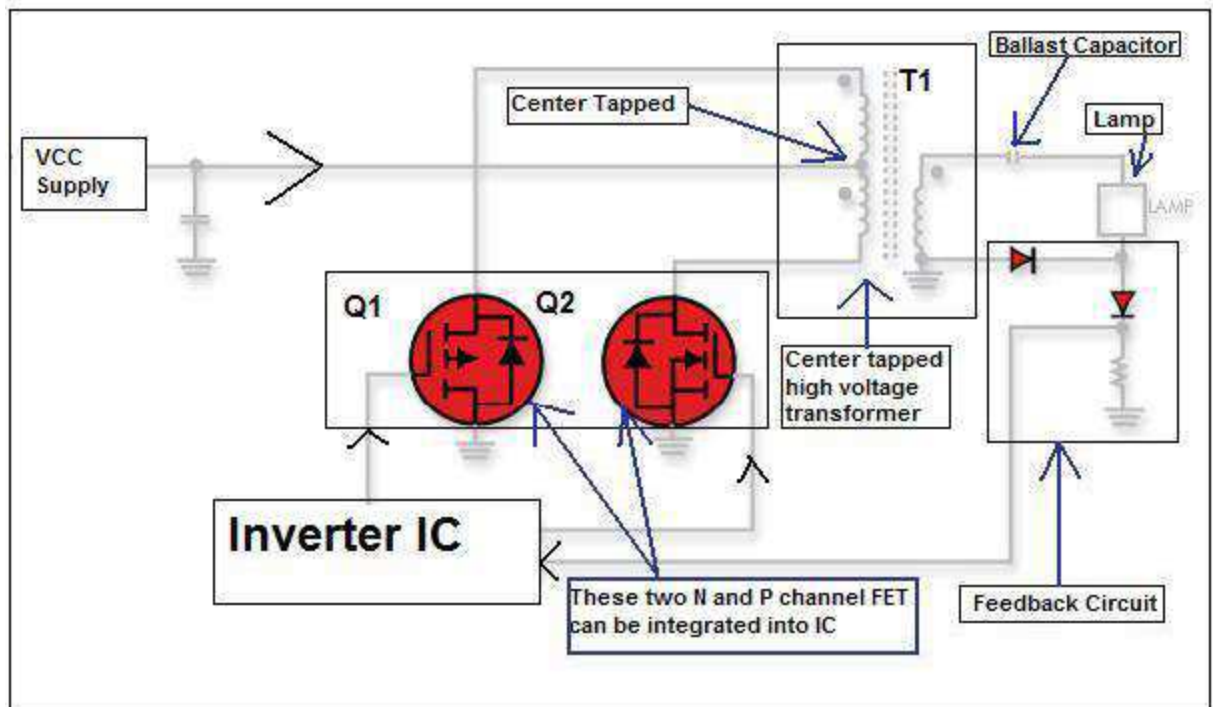 Ballast Capacitor
T1
Center Tapped
Lamp
VCC
Supply
LAMP
Q1
Q2
Center tapped
high voltage
transformer
Inverter IC
These two N and P channel FET
can be integrated into IC
Feedback Circuit